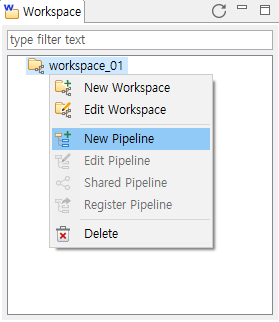 Workspace
type filter text
workspace_01
New Workspace
Edit Workspace
New Pipeline
Edit Pipeline
Shared Pipeline
Register Pipeline
Delete